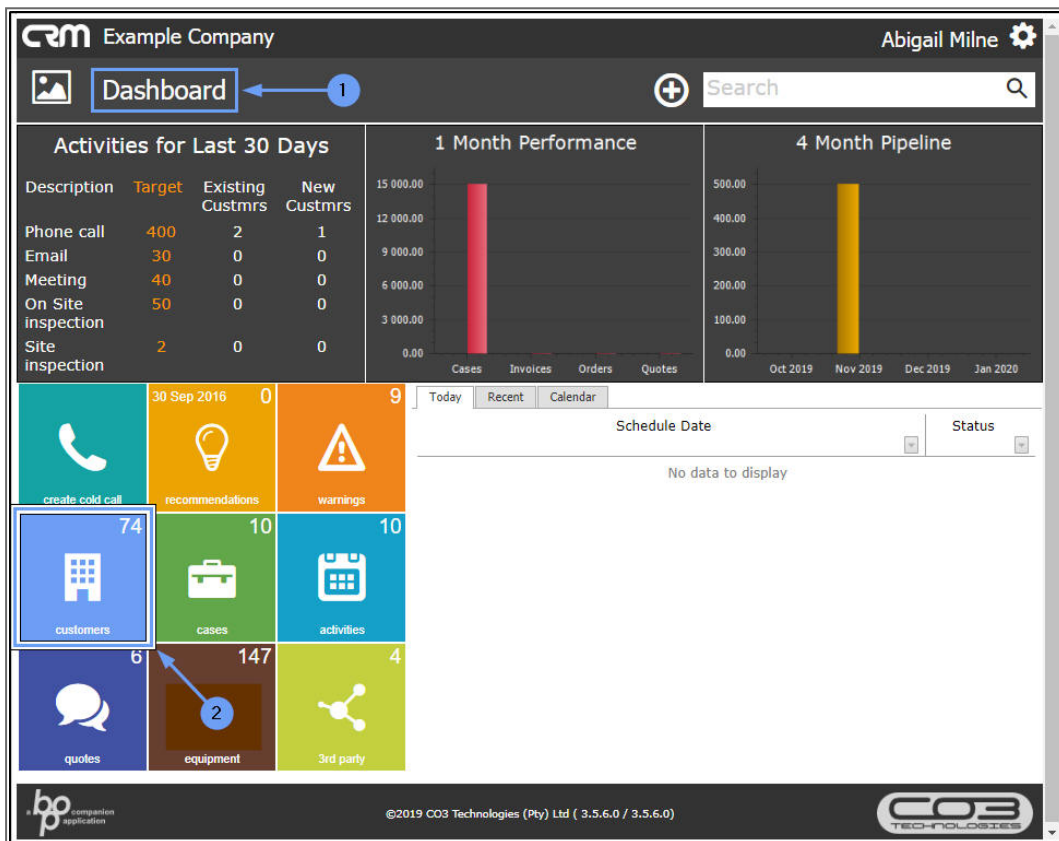 CRM Example Company
Abigail Milne
Dashboard
1
Search
Activities for Last 30 Days
Description Target Existing Custmrs New Custmrs
Phone call 400 2 1
Email 30 0 0
Meeting 40 0 0
On Site inspection 50 0 0
Site inspection 2 0 0
1 Month Performance
15 000.00
12 000.00
9 000.00
6 000.00
3 000.00
0.00
Cases Invoices Orders Quotes
4 Month Pipeline
500.00
400.00
300.00
200.00
100.00
0.00
Oct 2019 Nov 2019 Dec 2019 Jan 2020
create cold call
30 Sep 2016 0
recommendations
9
warnings
74
customers
10
cases
10
activities
6
quotes
147
2
equipment
4
3rd party
Today Recent Calendar
Schedule Date Status
No data to display
a bpo companion application
©2019 CO3 Technologies (Pty) Ltd ( 3.5.6.0 / 3.5.6.0)
CO3
TECHNOLOGIES